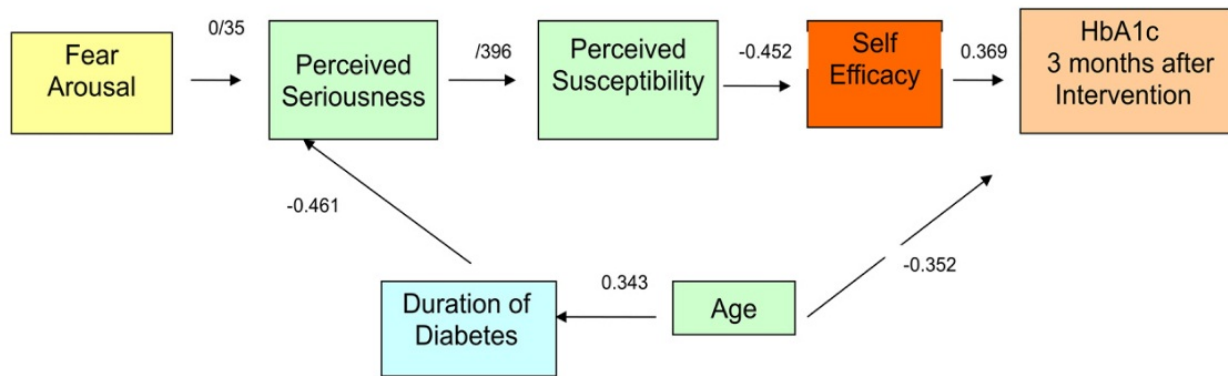 0/35
/396
-0.452
0.369
Fear
Arousal
Perceived
Seriousness
Perceived
Susceptibility
Self
Efficacy
HbA1c
3 months after
Intervention
-0.461
-0.352
0.343
Duration of
Diabetes
Age